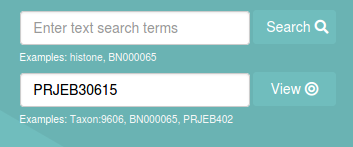 Enter text search terms Search
Examples: histone, BN000065
PRJEB30615 View
Examples: Taxon:9606, BN000065, PRJEB402